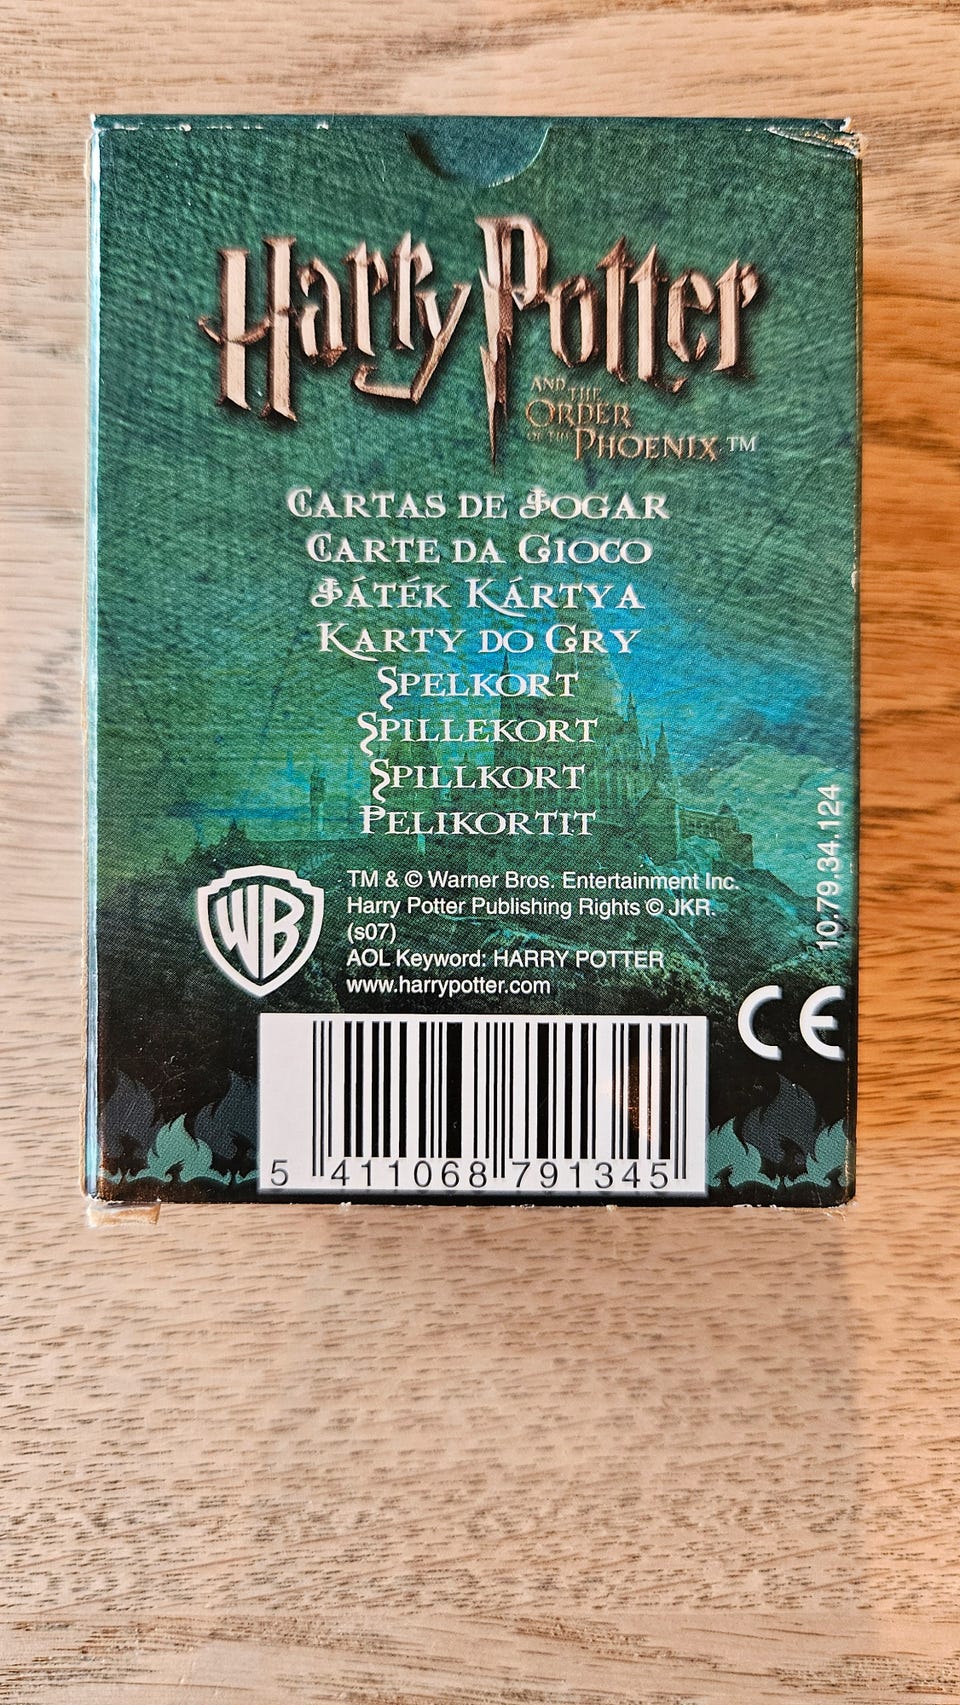 Harry Potter
AND THE
ORDER
OF THE PHOENIX ™
CARTAS DE JOGAR
CARTE DA GIOCO
JÁTÉK KÁRTYA
KARTY DO GRY
SPELKORT
SPILLEKORT
SPILLKORT
PELIKORTIT
WB
TM & © Warner Bros. Entertainment Inc.
Harry Potter Publishing Rights © JKR.
(s07)
AOL Keyword: HARRY POTTER
www.harrypotter.com
10.79.34.124
CE
5 411068 791345